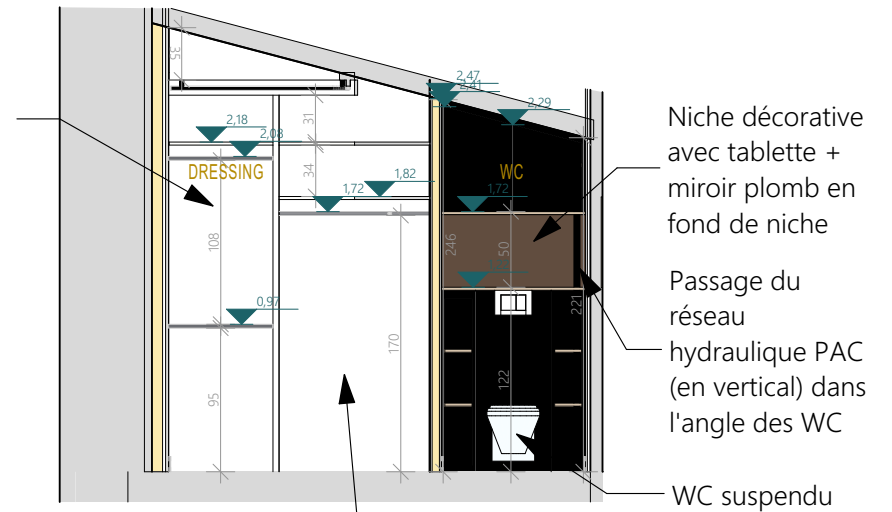 35
2,47
2,41
2,29
2,18
2,08
31
DRESSING
34
WC
1,82
1,72
1,72
108
246
50
0,97
221
170
122
95
Niche décorative
avec tablette +
miroir plomb en
fond de niche
Passage du
réseau
hydraulique PAC
(en vertical) dans
l'angle des WC
WC suspendu